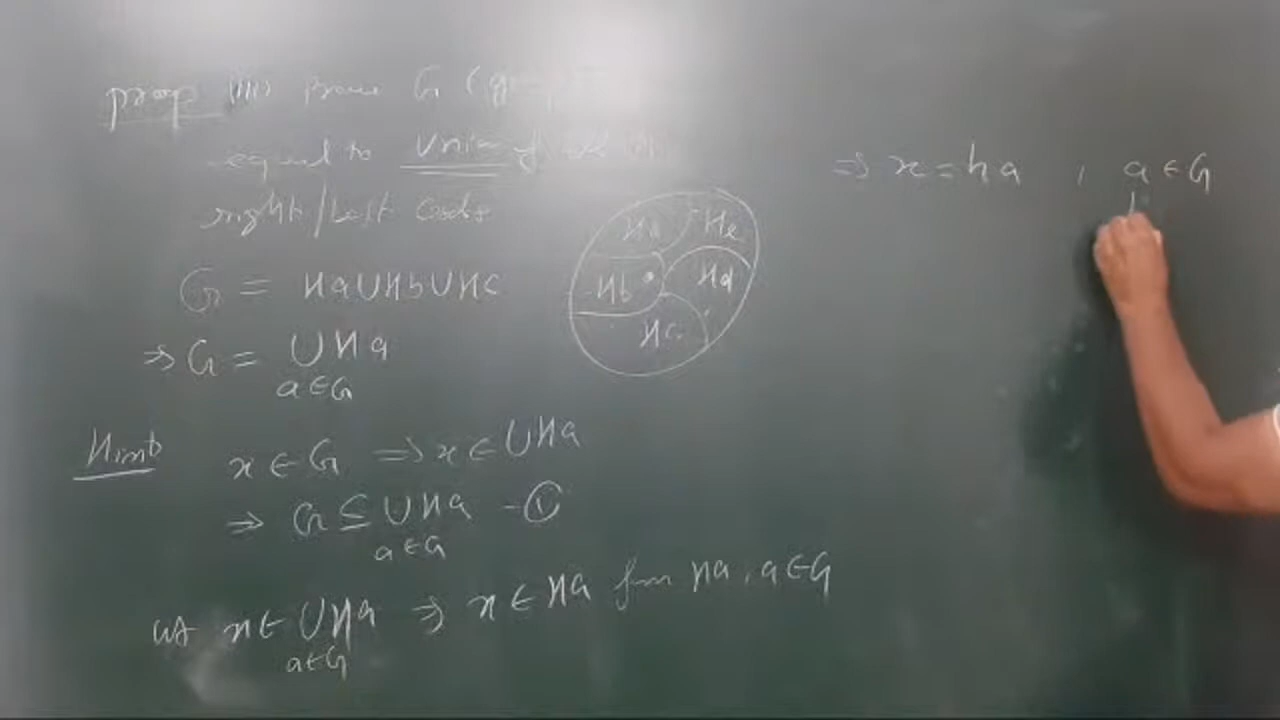 prop (iii) prove G (group
equal to Union of
right/left Cosets
G = Ha∪Hb∪Hc
⇒ G = ∪Ha
a∈G
Ha He
Hb Hd
Hc
x∈G ⇒ x∈∪Ha
⇒ G⊆∪Ha -①
a∈G
let x∈∪Ha ⇒ x∈Ha for Ha, a∈G
a∈G
⇒ x=ha , a∈G